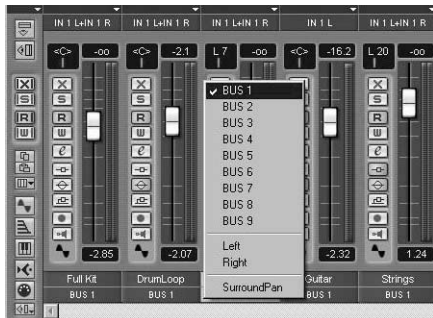 IN 1 L+IN 1 R IN 1 L+IN 1 R IN 1 L+IN 1 R IN 1 L IN 1 L+IN 1 R
<C> -oo <C> -2.1 L 7 -oo <C> -16.2 L 20 -oo
BUS 1
BUS 2
BUS 3
BUS 4
BUS 5
BUS 6
BUS 7
BUS 8
BUS 9
Left
Right
SurroundPan
X X X X
S S S S
R R R R
W W W W
e e e e
-2.85 -2.07 -2.32 1.24
Full Kit DrumLoop Guitar Strings
BUS 1 BUS 1 BUS 1 BUS 1